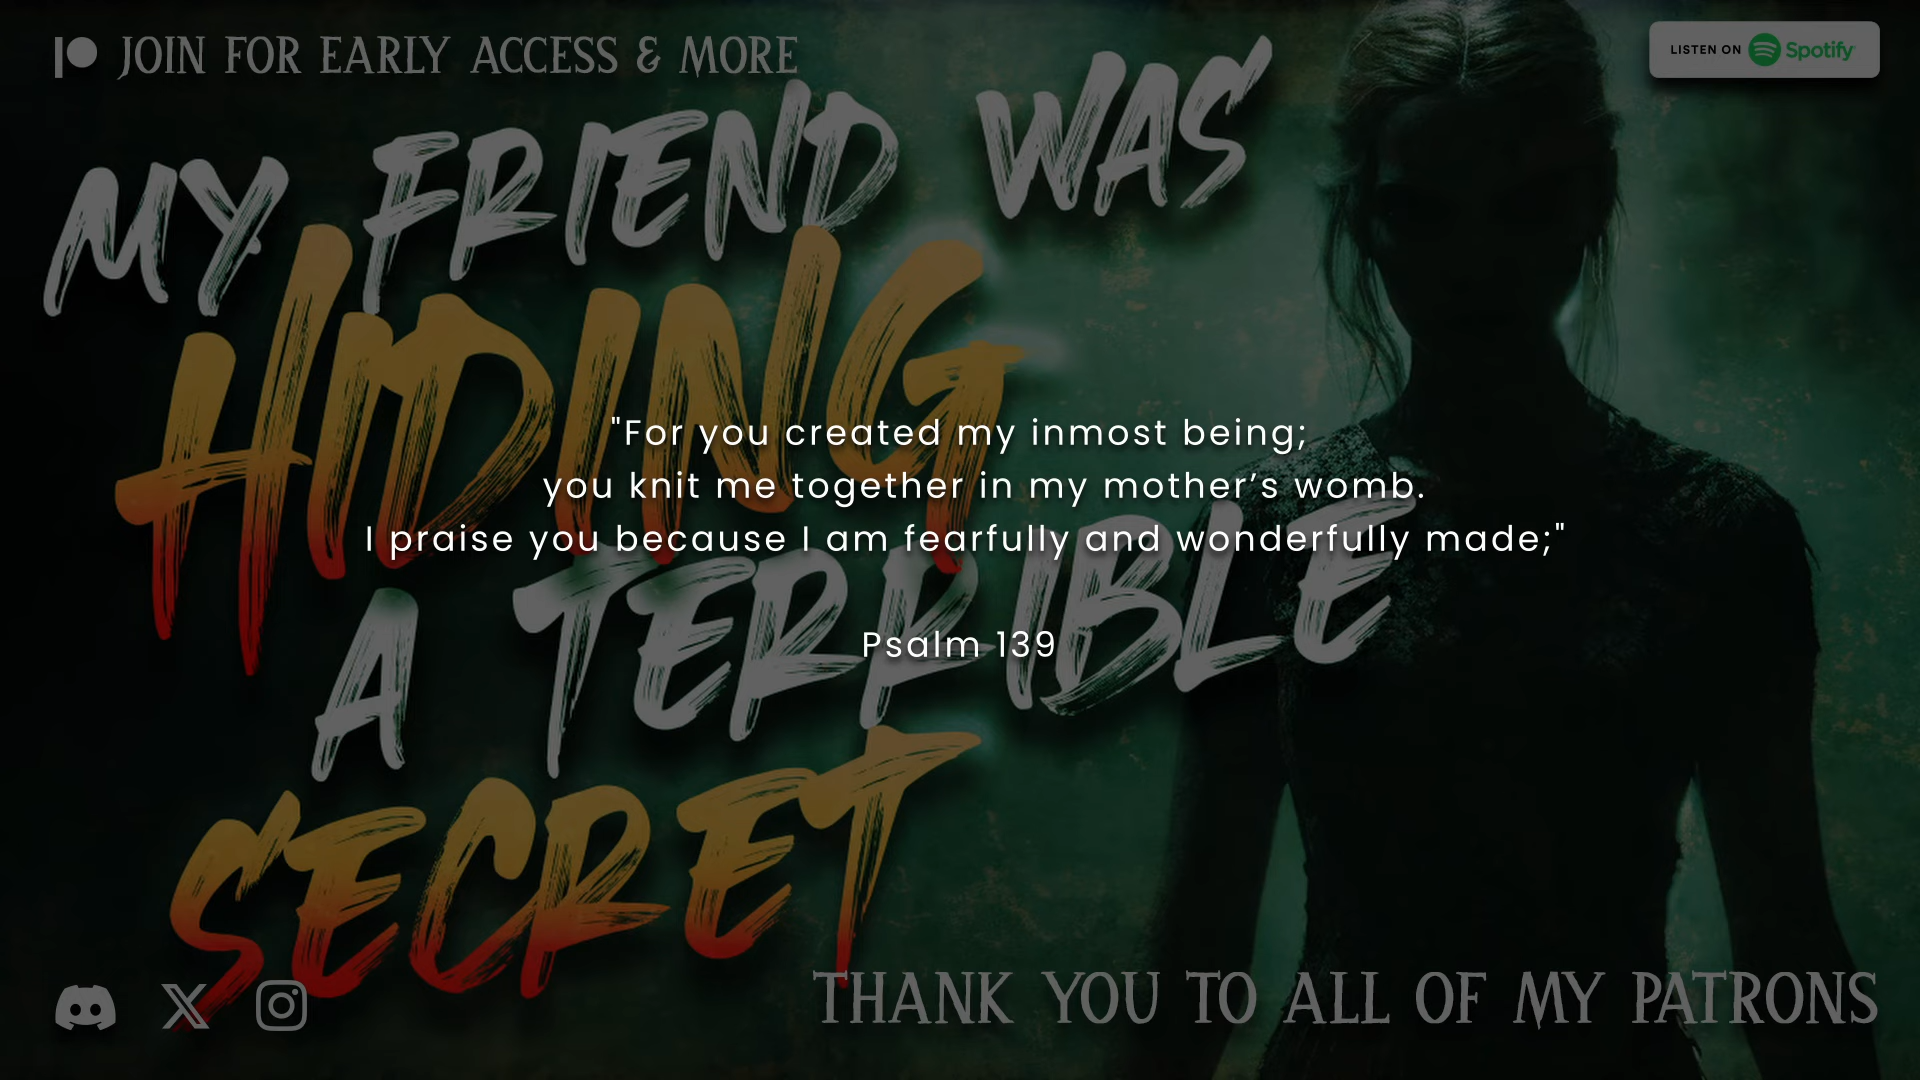 JOIN FOR EARLY ACCESS & MORE
LISTEN ON Spotify
MY FRIEND WAS
HIDING
"For you created my inmost being;
you knit me together in my mother’s womb.
I praise you because I am fearfully and wonderfully made;"
A TERRIBLE
Psalm 139
SECRET
THANK YOU TO ALL OF MY PATRONS